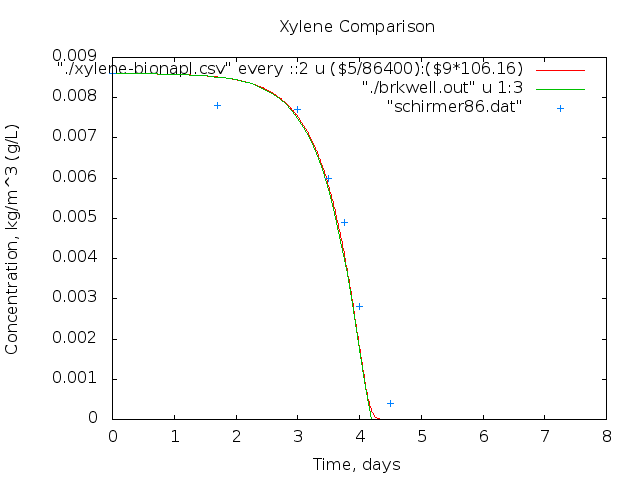 Xylene Comparison
"./xylene-bionapl.csv" every ::2 u ($5/86400):($9*106.16)
"./brkwell.out" u 1:3
"schirmer86.dat"
0.009
0.008
0.007
0.006
0.005
0.004
0.003
0.002
0.001
0
Concentration, kg/m^3 (g/L)
0 1 2 3 4 5 6 7 8
Time, days